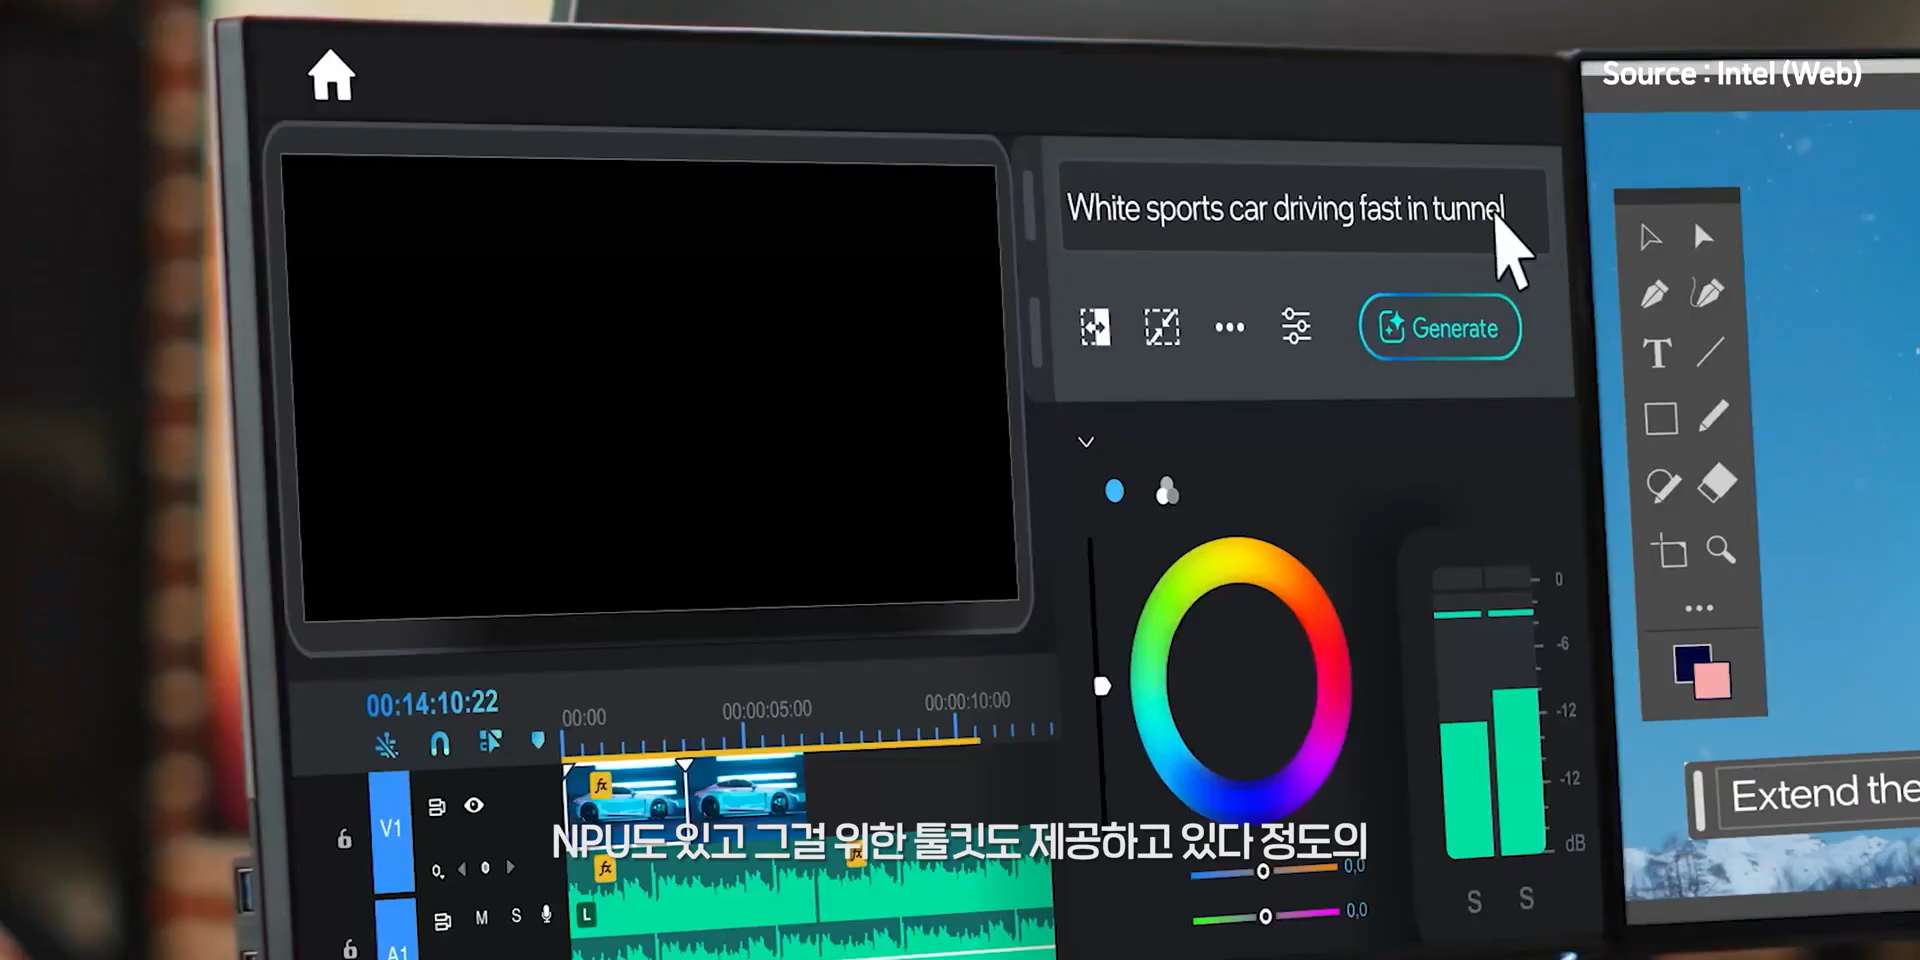 Source : Intel (Web)
White sports car driving fast in tunnel
Generate
T
0
-6
-12
-12
dB
S S
00:14:10:22
00:00
00:00:05:00
00:00:10:00
fx
V1
Extend the
NPU도 있고 그걸 위한 툴킷도 제공하고 있다 정도의
fx
fx
0,0
M S
L
0,0
A1